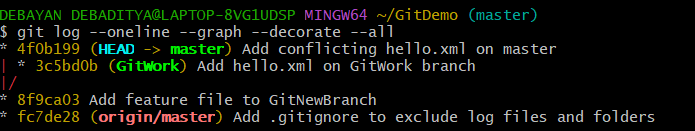 DEBAYAN DEBADITYA@LAPTOP-8VG1UDSP MINGW64 ~/GitDemo (master)
$ git log --oneline --graph --decorate --all
* 4f0b199 (HEAD -> master) Add conflicting hello.xml on master
| * 3c5bd0b (GitWork) Add hello.xml on GitWork branch
|/
* 8f9ca03 Add feature file to GitNewBranch
* fc7de28 (origin/master) Add .gitignore to exclude log files and folders